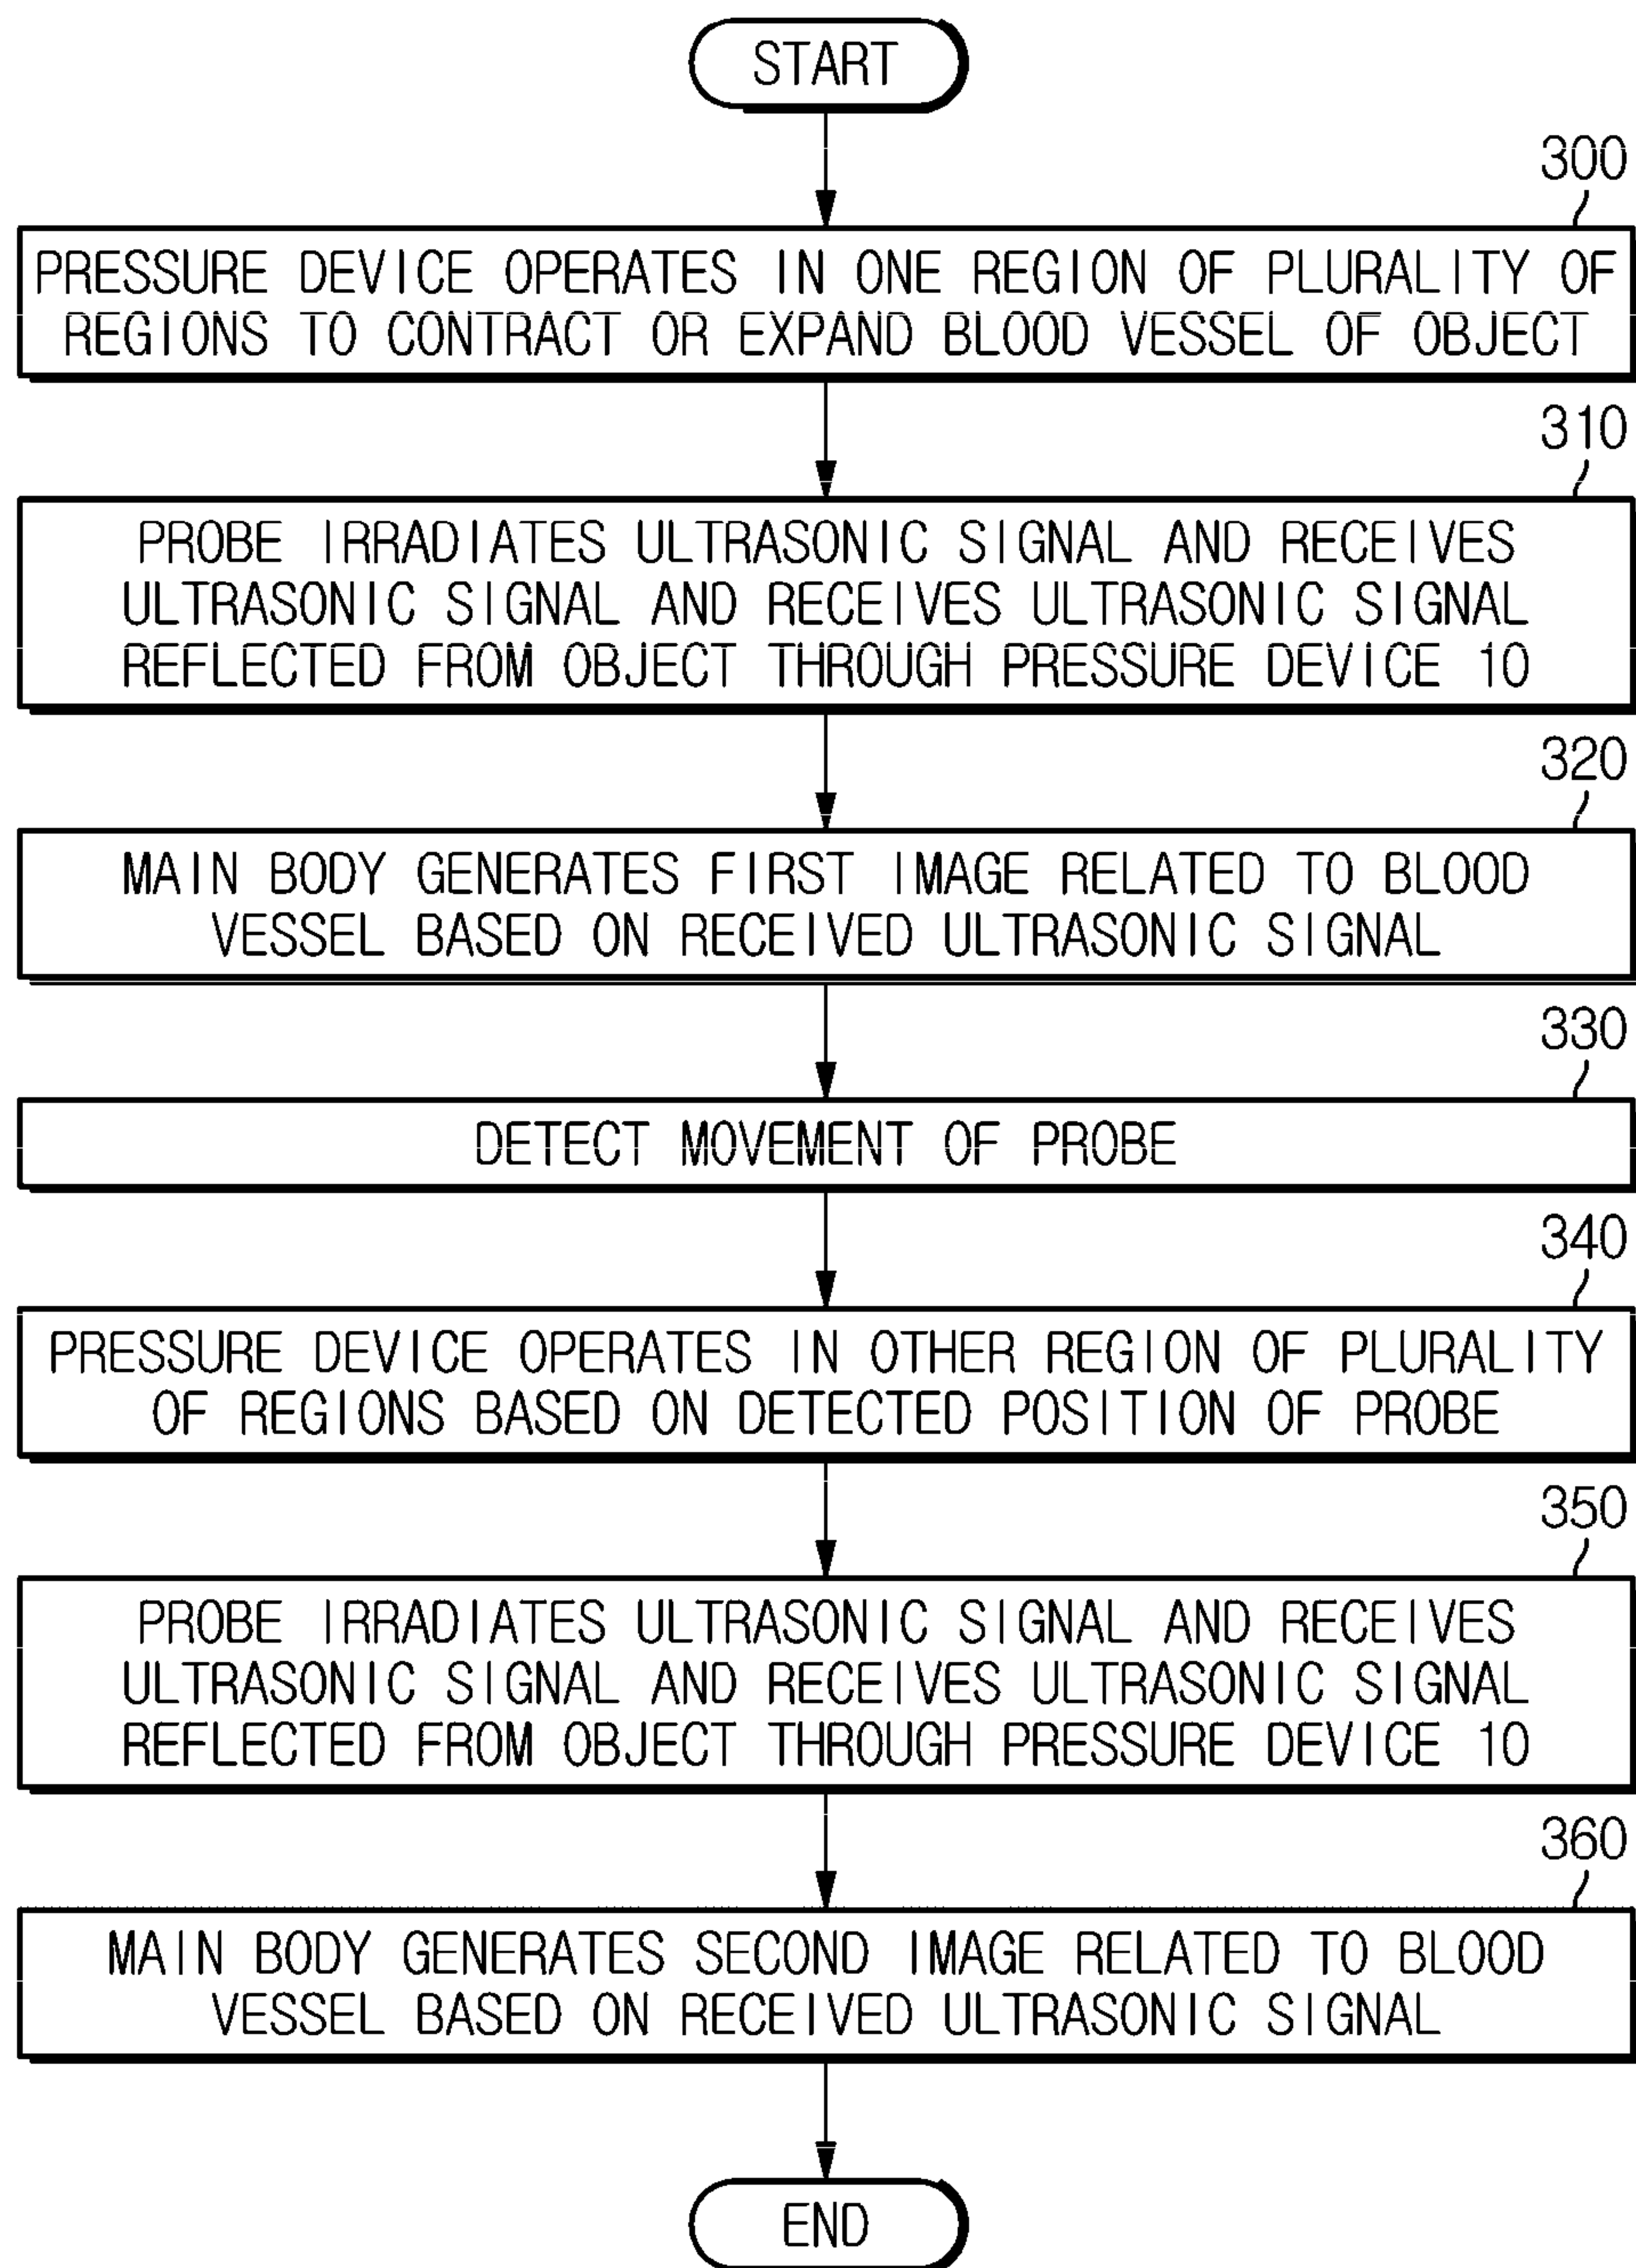 START
300
PRESSURE DEVICE OPERATES IN ONE REGION OF PLURALITY OF
REGIONS TO CONTRACT OR EXPAND BLOOD VESSEL OF OBJECT
310
PROBE IRRADIATES ULTRASONIC SIGNAL AND RECEIVES
ULTRASONIC SIGNAL AND RECEIVES ULTRASONIC SIGNAL
REFLECTED FROM OBJECT THROUGH PRESSURE DEVICE 10
320
MAIN BODY GENERATES FIRST IMAGE RELATED TO BLOOD
VESSEL BASED ON RECEIVED ULTRASONIC SIGNAL
330
DETECT MOVEMENT OF PROBE
340
PRESSURE DEVICE OPERATES IN OTHER REGION OF PLURALITY
OF REGIONS BASED ON DETECTED POSITION OF PROBE
350
PROBE IRRADIATES ULTRASONIC SIGNAL AND RECEIVES
ULTRASONIC SIGNAL AND RECEIVES ULTRASONIC SIGNAL
REFLECTED FROM OBJECT THROUGH PRESSURE DEVICE 10
360
MAIN BODY GENERATES SECOND IMAGE RELATED TO BLOOD
VESSEL BASED ON RECEIVED ULTRASONIC SIGNAL
END